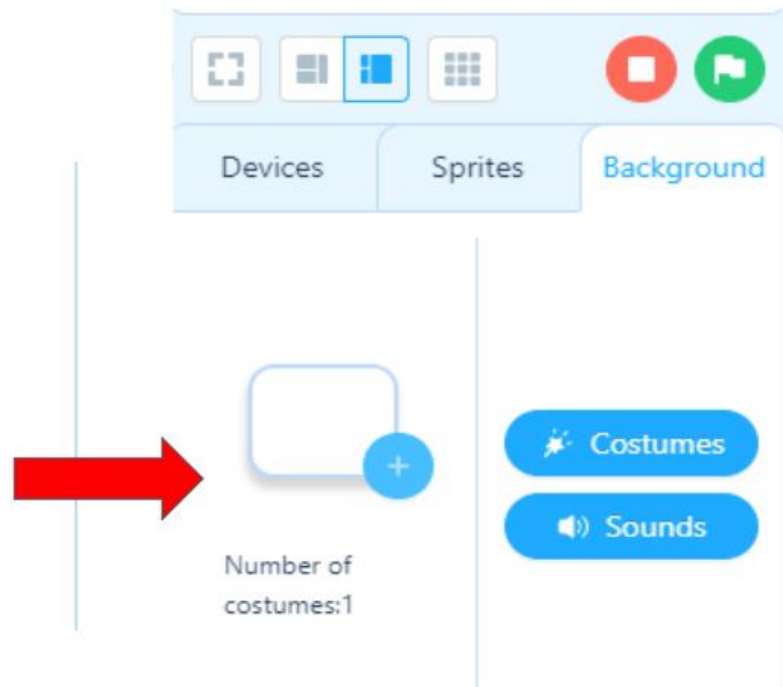 Devices
Sprites
Background
Number of
costumes:1
Costumes
Sounds